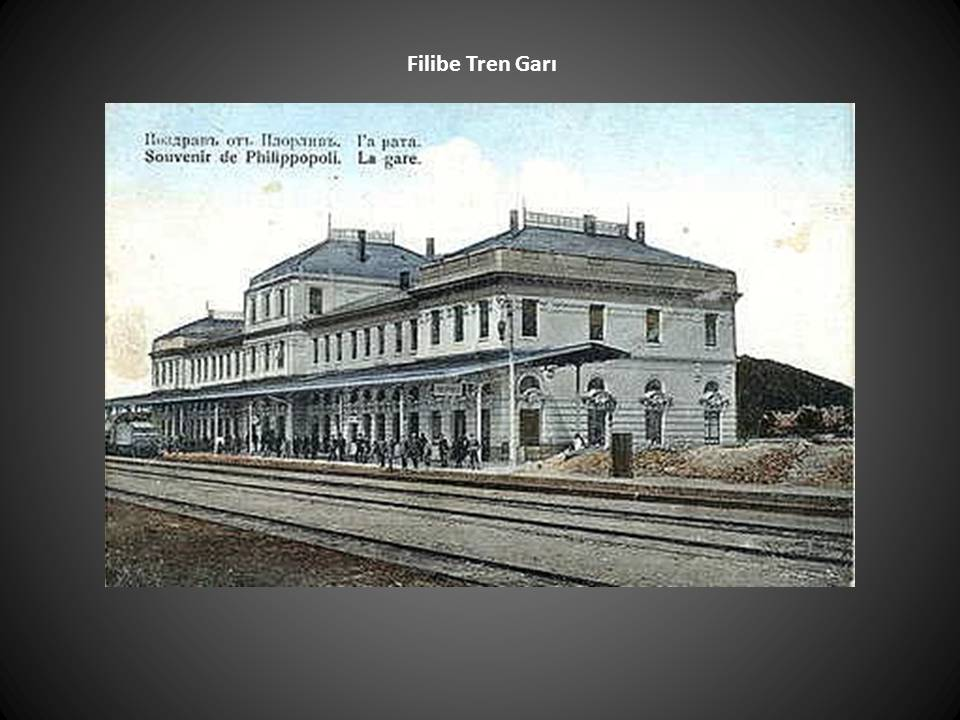 Filibe Tren Garı
Поздравъ отъ Пловдивъ. Гарата.
Souvenir de Philippopoli. La gare.